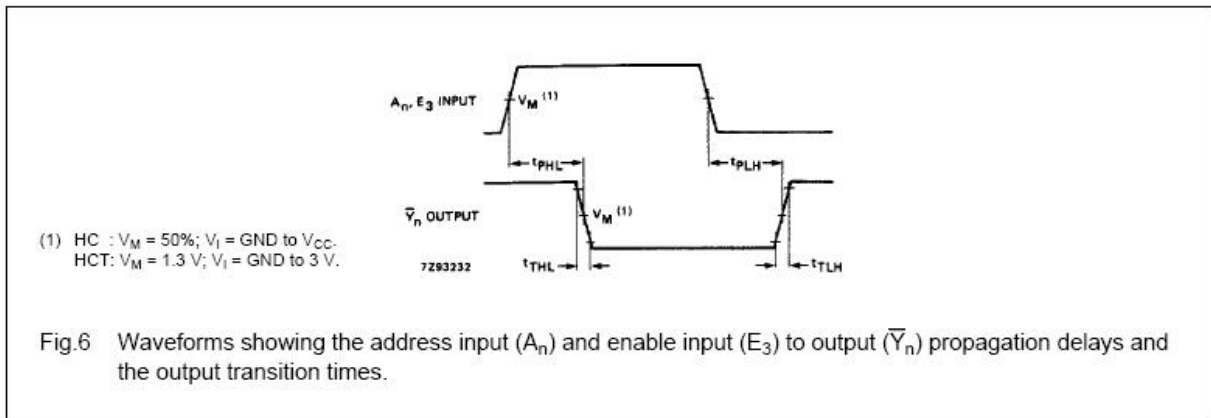 Aₙ, E₃ INPUT
V_M (1)
t_PHL
t_PLH
Y̅ₙ OUTPUT
V_M (1)
(1) HC : V_M = 50%; V_I = GND to V_CC.
HCT: V_M = 1.3 V; V_I = GND to 3 V.
7Z93232
t_THL
t_TLH
Fig.6 Waveforms showing the address input (Aₙ) and enable input (E₃) to output (Y̅ₙ) propagation delays and
the output transition times.